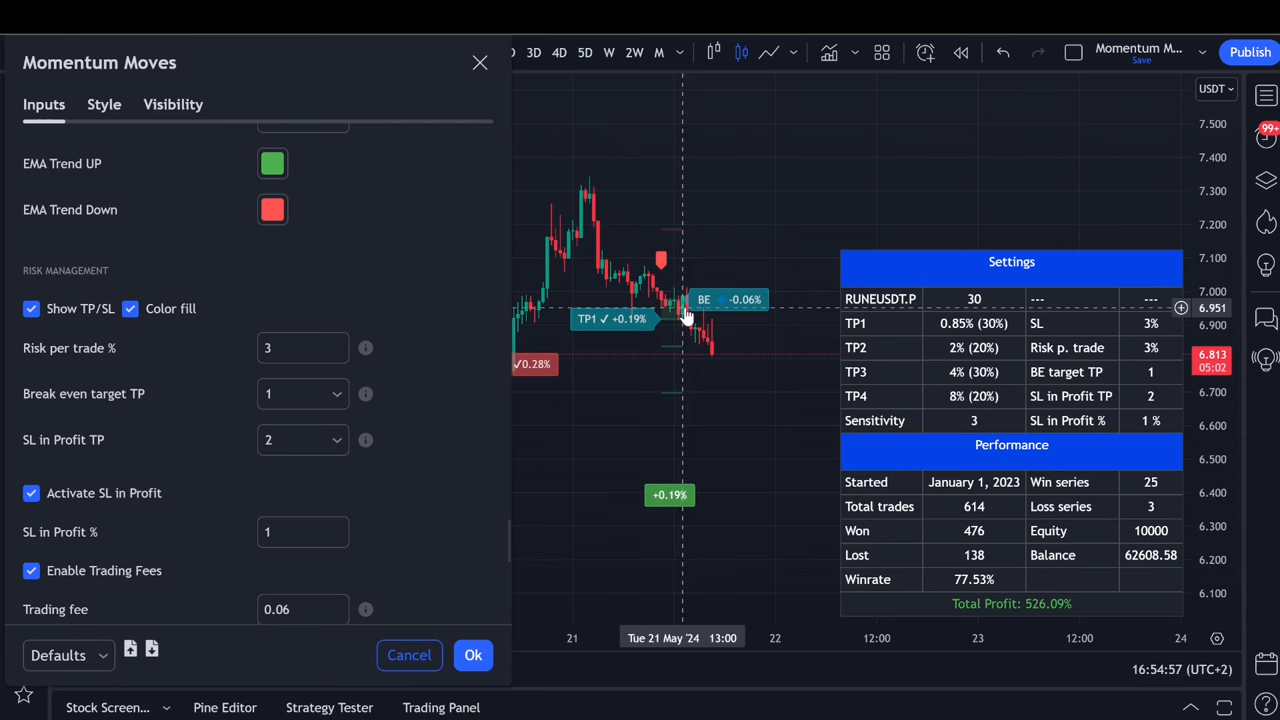 Momentum Moves
Inputs Style Visibility
EMA Trend UP
EMA Trend Down
RISK MANAGEMENT
Show TP/SL Color fill
Risk per trade % 3
Break even target TP 1
SL in Profit TP 2
Activate SL in Profit
SL in Profit % 1
Enable Trading Fees
Trading fee 0.06
Defaults Cancel Ok
3D 4D 5D W 2W M
Momentum M...
Save
Publish
USDT
99+
7.500
7.400
7.300
7.200
7.100
7.000
6.951
6.900
6.813
05:02
6.700
6.600
6.500
6.400
6.300
6.200
6.100
BE -0.06%
TP1 ✓ +0.19%
✓0.28%
+0.19%
Settings
RUNEUSDT.P 30 --- ---
TP1 0.85% (30%) SL 3%
TP2 2% (20%) Risk p. trade 3%
TP3 4% (30%) BE target TP 1
TP4 8% (20%) SL in Profit TP 2
Sensitivity 3 SL in Profit % 1 %
Performance
Started January 1, 2023 Win series 25
Total trades 614 Loss series 3
Won 476 Equity 10000
Lost 138 Balance 62608.58
Winrate 77.53%
Total Profit: 526.09%
21 Tue 21 May '24 13:00 22 12:00 23 12:00 24
16:54:57 (UTC+2)
Stock Screen... Pine Editor Strategy Tester Trading Panel